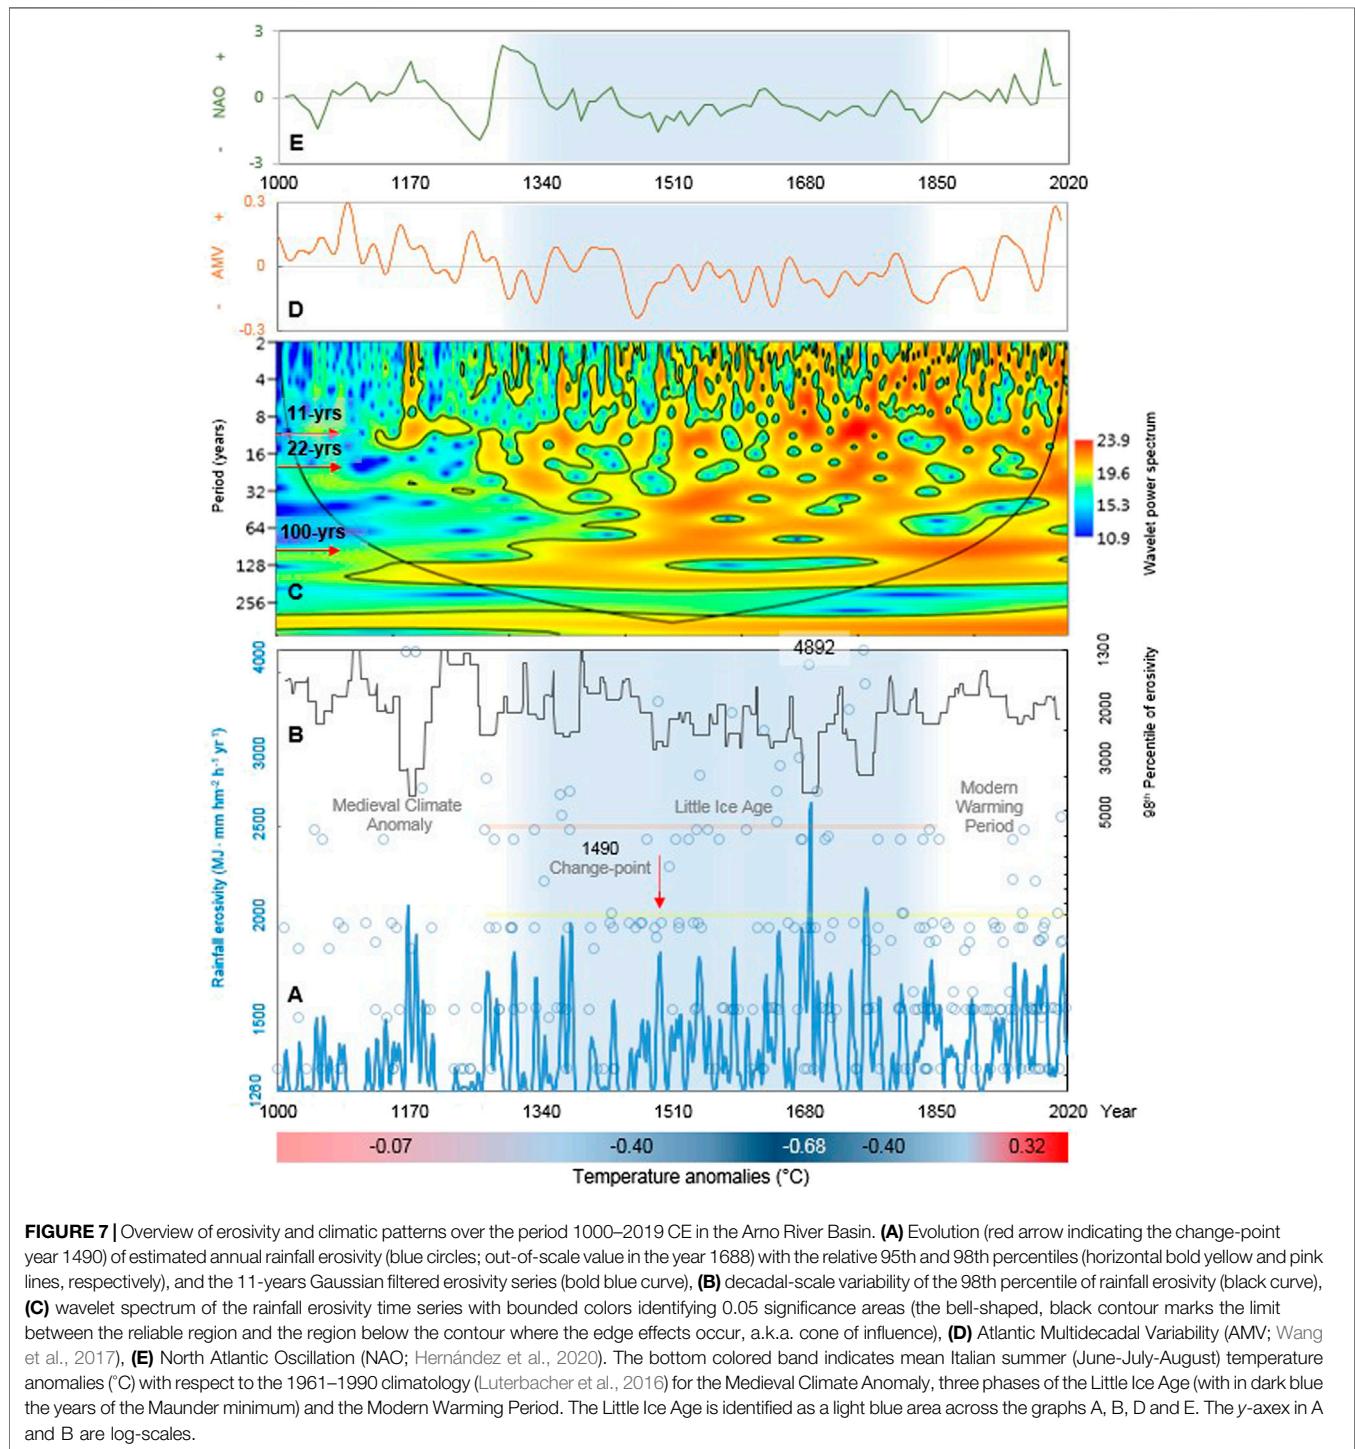 3
NAO - 0 +
-3
E
1000 1170 1340 1510 1680 1850 2020
0.3
AMV - 0 +
-0.3
D
Period (years)
2
4
8
16
32
64
128
256
11-yrs
22-yrs
100-yrs
C
Wavelet power spectrum
23.9
19.6
15.3
10.9
4892
B
Rainfall erosivity (MJ · mm hm⁻² h⁻¹ yr⁻¹)
4000
3000
2500
2000
1500
1260
98th Percentile of erosivity
1300
2000
3000
5000
Medieval Climate
Anomaly
Little Ice Age
Modern
Warming
Period
1490
Change-point
A
1000 1170 1340 1510 1680 1850 2020 Year
-0.07 -0.40 -0.68 -0.40 0.32
Temperature anomalies (°C)
FIGURE 7 | Overview of erosivity and climatic patterns over the period 1000–2019 CE in the Arno River Basin. (A) Evolution (red arrow indicating the change-point
year 1490) of estimated annual rainfall erosivity (blue circles; out-of-scale value in the year 1688) with the relative 95th and 98th percentiles (horizontal bold yellow and pink
lines, respectively), and the 11-years Gaussian filtered erosivity series (bold blue curve), (B) decadal-scale variability of the 98th percentile of rainfall erosivity (black curve),
(C) wavelet spectrum of the rainfall erosivity time series with bounded colors identifying 0.05 significance areas (the bell-shaped, black contour marks the limit
between the reliable region and the region below the contour where the edge effects occur, a.k.a. cone of influence), (D) Atlantic Multidecadal Variability (AMV; Wang
et al., 2017), (E) North Atlantic Oscillation (NAO; Hernández et al., 2020). The bottom colored band indicates mean Italian summer (June-July-August) temperature
anomalies (°C) with respect to the 1961–1990 climatology (Luterbacher et al., 2016) for the Medieval Climate Anomaly, three phases of the Little Ice Age (with in dark blue
the years of the Maunder minimum) and the Modern Warming Period. The Little Ice Age is identified as a light blue area across the graphs A, B, D and E. The y-axex in A
and B are log-scales.